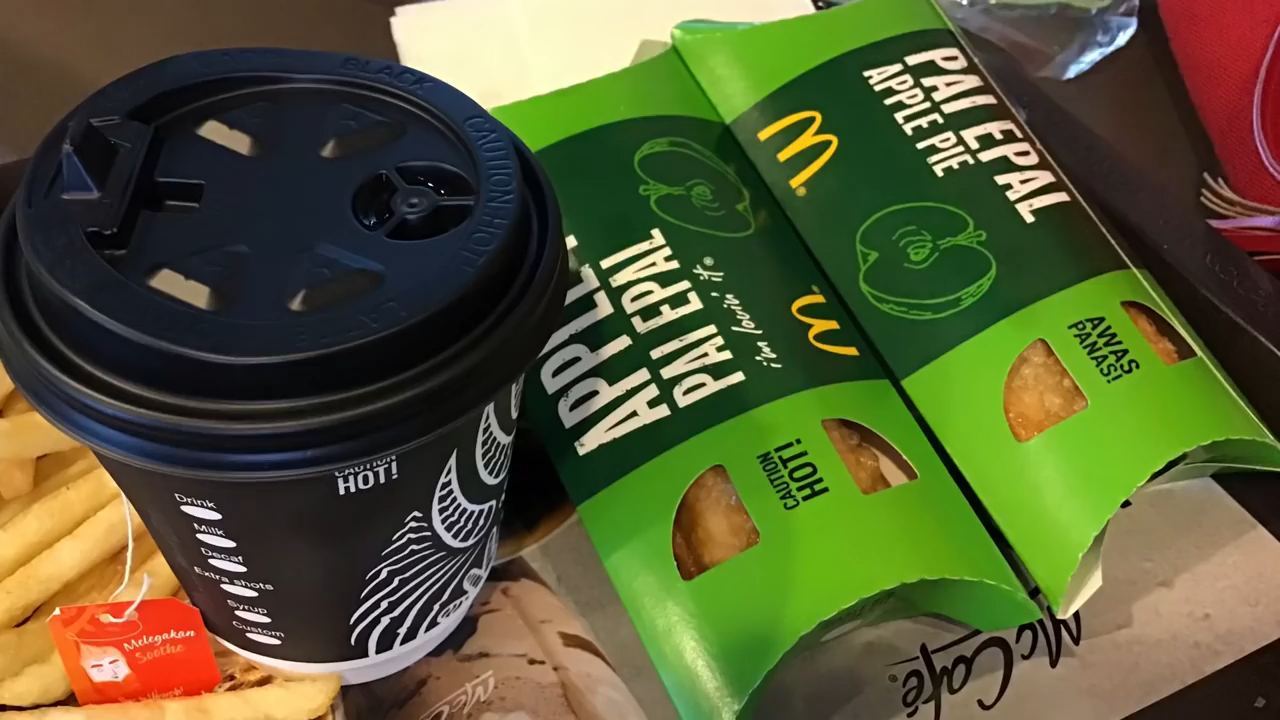 BLACK
CAUTION HOT!
CAUTION
HOT!
Drink
Milk
Decaf
Extra shots
Syrup
Custom
Melegakan
Soothe
APPLE
PAI EPAL
i'm lovin' it®
CAUTION
HOT!
PAI EPAL
APPLE PIE
AWAS
PANAS!
McCafé®